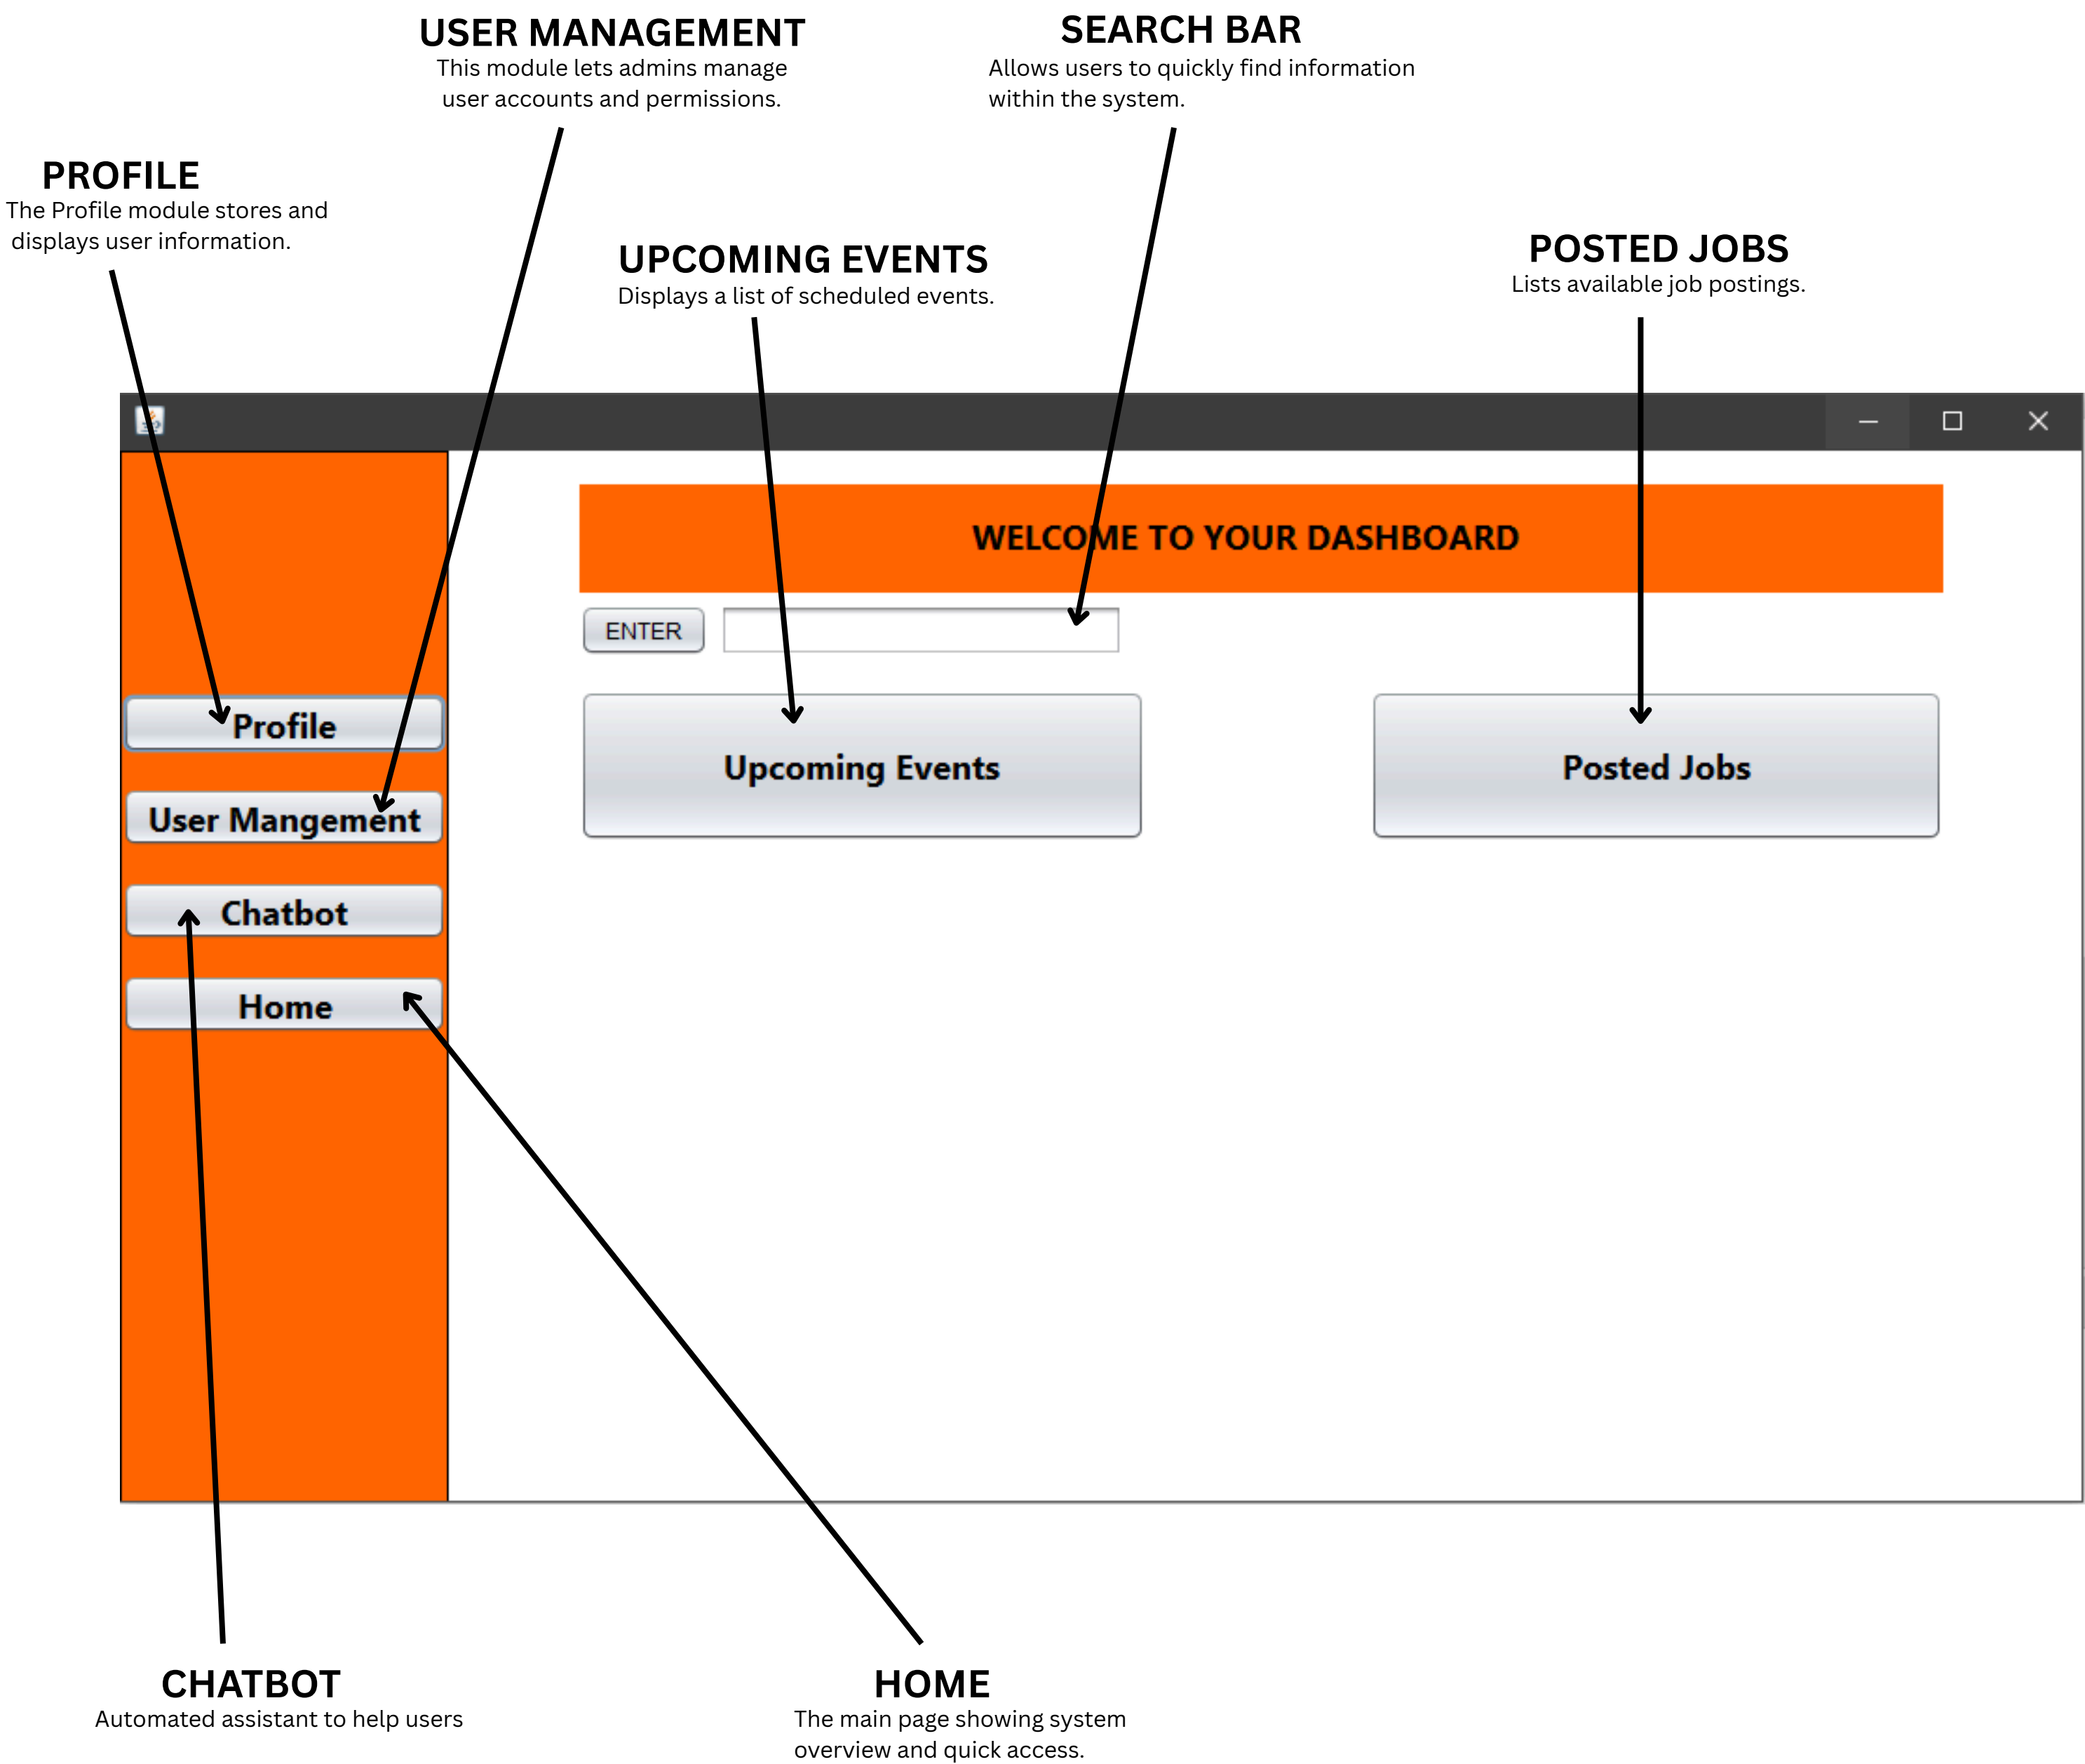 USER MANAGEMENT
This module lets admins manage
user accounts and permissions.
SEARCH BAR
Allows users to quickly find information
within the system.
PROFILE
The Profile module stores and
displays user information.
UPCOMING EVENTS
Displays a list of scheduled events.
POSTED JOBS
Lists available job postings.
WELCOME TO YOUR DASHBOARD
ENTER
Profile
User Mangement
Chatbot
Home
Upcoming Events
Posted Jobs
CHATBOT
Automated assistant to help users
HOME
The main page showing system
overview and quick access.